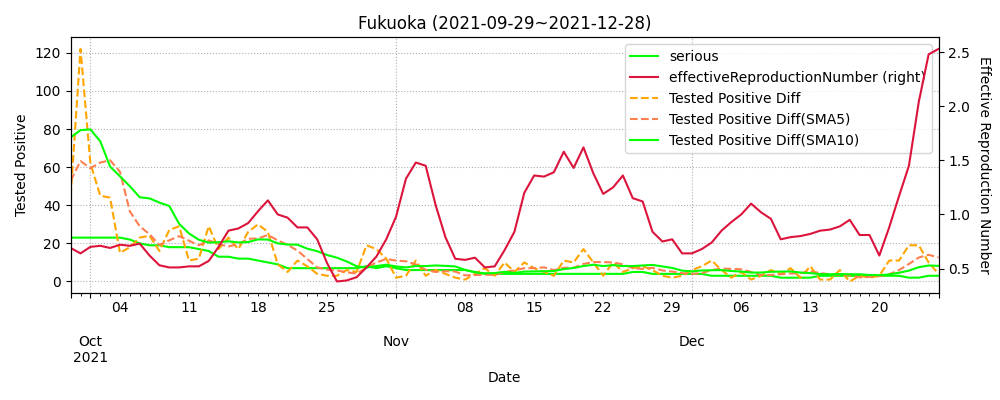 Fukuoka (2021-09-29~2021-12-28)
serious
effectiveReproductionNumber (right)
Tested Positive Diff
Tested Positive Diff(SMA5)
Tested Positive Diff(SMA10)
Tested Positive
120
100
80
60
40
20
0
2.5
2.0
1.5
1.0
0.5
Effective Reproduction Number
04 11 18 25 08 15 22 29 06 13 20
Oct Nov Dec
2021
Date